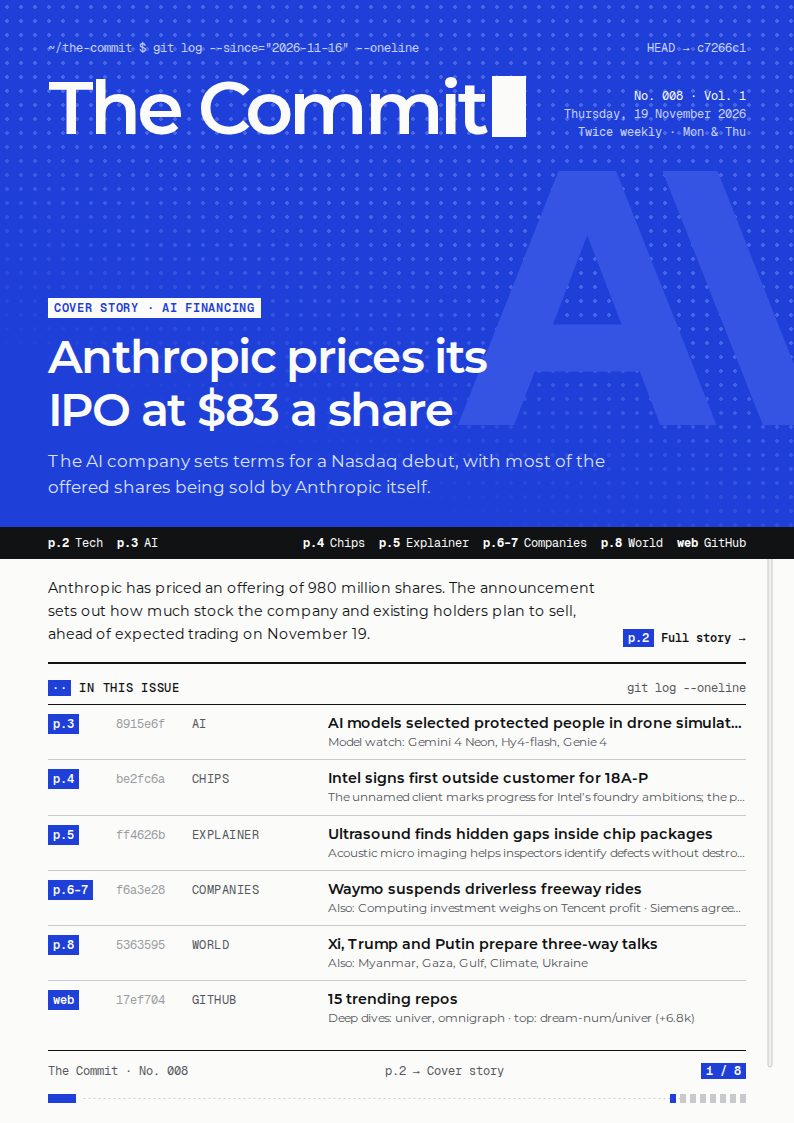 ~/the-commit $ git log --since="2026-11-16" --oneline
HEAD → c7266c1
The Commit
No. 008 · Vol. 1
Thursday, 19 November 2026
Twice weekly · Mon & Thu
COVER STORY · AI FINANCING
Anthropic prices its
IPO at $83 a share
The AI company sets terms for a Nasdaq debut, with most of the
offered shares being sold by Anthropic itself.
p.2 Tech p.3 AI p.4 Chips p.5 Explainer p.6–7 Companies p.8 World web GitHub
Anthropic has priced an offering of 980 million shares. The announcement
sets out how much stock the company and existing holders plan to sell,
ahead of expected trading on November 19.
p.2 Full story →
·· IN THIS ISSUE
git log --oneline
p.3 8915e6f AI AI models selected protected people in drone simulat…
Model watch: Gemini 4 Neon, Hy4-flash, Genie 4
p.4 be2fc6a CHIPS Intel signs first outside customer for 18A-P
The unnamed client marks progress for Intel's foundry ambitions; the p…
p.5 ff4626b EXPLAINER Ultrasound finds hidden gaps inside chip packages
Acoustic micro imaging helps inspectors identify defects without destro…
p.6–7 f6a3e28 COMPANIES Waymo suspends driverless freeway rides
Also: Computing investment weighs on Tencent profit · Siemens agree…
p.8 5363595 WORLD Xi, Trump and Putin prepare three-way talks
Also: Myanmar, Gaza, Gulf, Climate, Ukraine
web 17ef704 GITHUB 15 trending repos
Deep dives: univer, omnigraph · top: dream-num/univer (+6.8k)
The Commit · No. 008
p.2 → Cover story
1 / 8